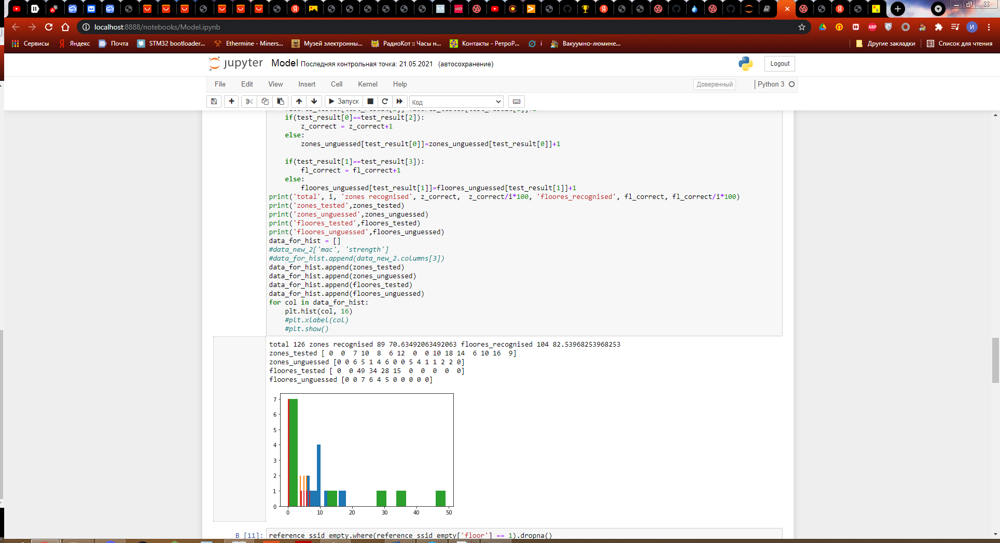 localhost:8888/notebooks/Model.ipynb
Сервисы
Яндекс
Почта
STM32 bootloader...
Ethermine - Miners...
Музей электронны...
РадиоКот :: Часы н...
Контакты - РетроР...
i
Вакуумно-люмине...
Другие закладки
Список для чтения
jupyter Model Последняя контрольная точка: 21.05.2021 (автосохранение)
Logout
File Edit View Insert Cell Kernel Help
Доверенный
Python 3
Запуск
Код
if(test_result[0]==test_result[2]):
z_correct = z_correct+1
else:
zones_unguessed[test_result[0]]=zones_unguessed[test_result[0]]+1
if(test_result[1]==test_result[3]):
fl_correct = fl_correct+1
else:
floores_unguessed[test_result[1]]=floores_unguessed[test_result[1]]+1
print('total', i, 'zones recognised', z_correct,  z_correct/i*100, 'floores_recognised', fl_correct, fl_correct/i*100)
print('zones_tested',zones_tested)
print('zones_unguessed',zones_unguessed)
print('floores_tested',floores_tested)
print('floores_unguessed',floores_unguessed)
data_for_hist = []
#data_new_2['mac', 'strength']
#data_for_hist.append(data_new_2.columns[3])
data_for_hist.append(zones_tested)
data_for_hist.append(zones_unguessed)
data_for_hist.append(floores_tested)
data_for_hist.append(floores_unguessed)
for col in data_for_hist:
plt.hist(col, 16)
#plt.xlabel(col)
#plt.show()
total 126 zones recognised 89 70.63492063492063 floores_recognised 104 82.53968253968253
zones_tested [ 0  0  7 10  8  6 12  0  0 10 18 14  6 10 16  9]
zones_unguessed [0 0 6 5 1 4 6 0 0 5 4 1 1 2 2 0]
floores_tested [ 0  0 49 34 28 15  0  0  0  0  0]
floores_unguessed [0 0 7 6 4 5 0 0 0 0 0]
7
6
5
4
3
2
1
0
0 10 20 30 40 50
В [11]: reference_ssid_empty.where(reference_ssid_empty['floor'] == 1).dropna()